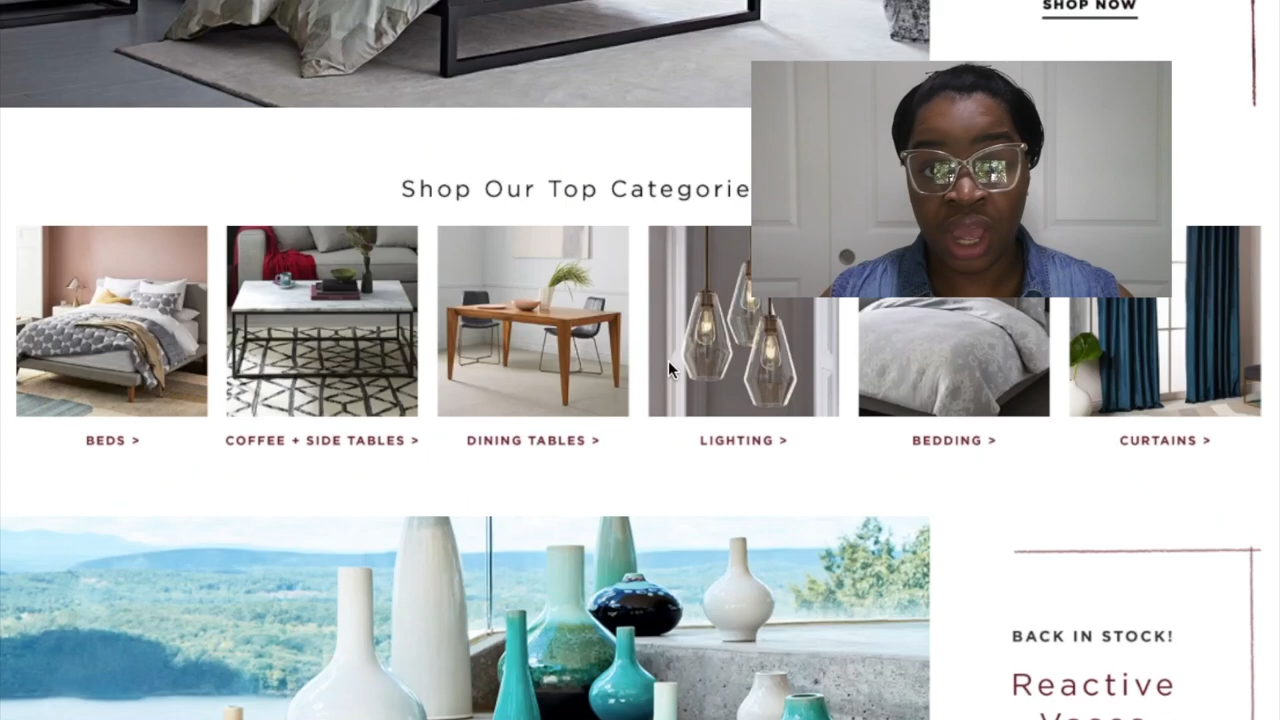 SHOP NOW
Shop Our Top Categorie
BEDS >
COFFEE + SIDE TABLES >
DINING TABLES >
LIGHTING >
BEDDING >
CURTAINS >
BACK IN STOCK!
Reactive
Vases